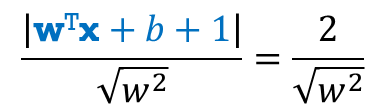 |𝐰ᵀ𝐱 + b + 1| / √w² = 2 / √w²